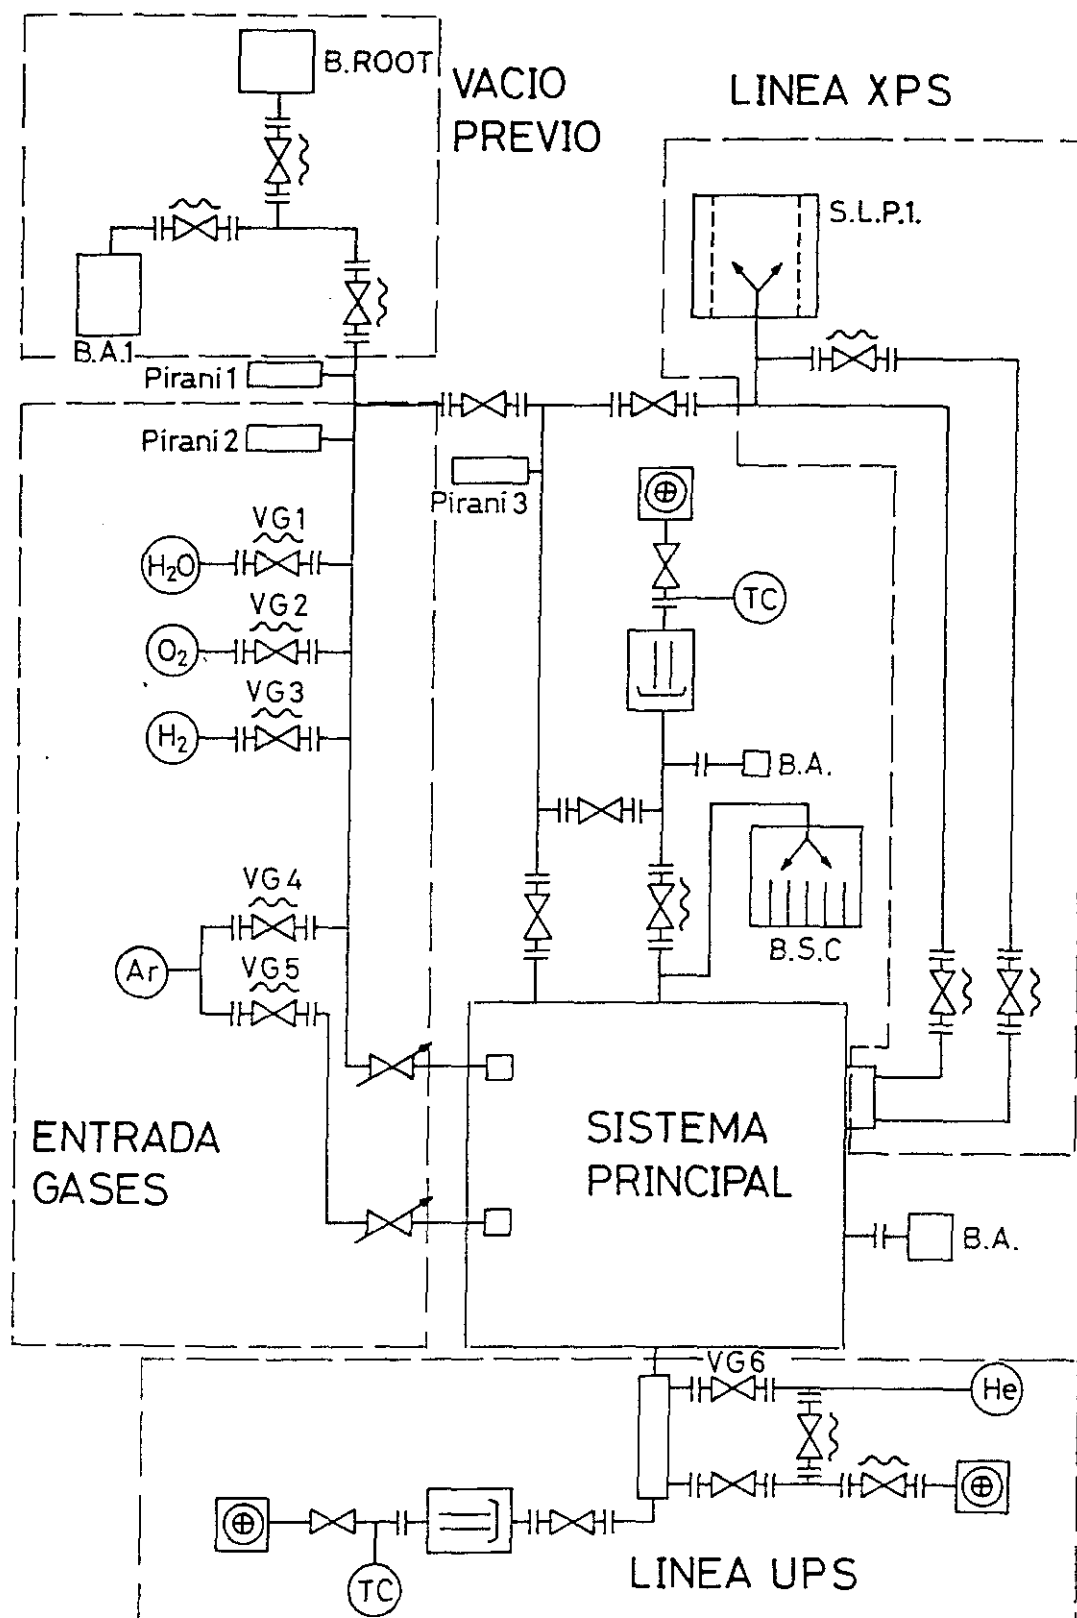 B.ROOT
VACIO
PREVIO
LINEA XPS
S.L.P.1.
B.A.1
Pirani 1
Pirani 2
Pirani 3
VG1
H₂O
TC
VG2
O₂
VG3
H₂
B.A.
VG4
B.S.C
Ar
VG5
ENTRADA
GASES
SISTEMA
PRINCIPAL
B.A.
VG6
He
TC
LINEA UPS